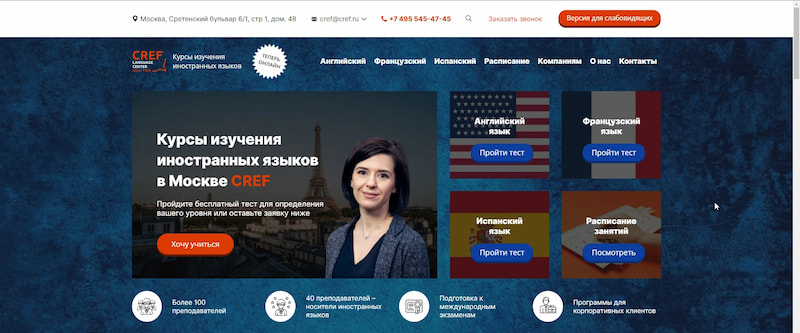 Москва, Сретенский бульвар 6/1, стр 1, дом. 48
cref@cref.ru
+7 495 545-47-45
Заказать звонок
Версия для слабовидящих
CREF
LANGUAGE
CENTER
Курсы изучения
иностранных языков
ТЕПЕРЬ
ОНЛАЙН
Английский
Французский
Испанский
Расписание
Компаниям
О нас
Контакты
Курсы изучения
иностранных языков
в Москве CREF
Пройдите бесплатный тест для определения
вашего уровня или оставьте заявку ниже
Хочу учиться
Английский
язык
Пройти тест
Французский
язык
Пройти тест
Испанский
язык
Пройти тест
Расписание
занятий
Посмотреть
Более 100
преподавателей
40 преподавателей –
носители иностранных
языков
Подготовка к
международным
экзаменам
Программы для
корпоративных клиентов